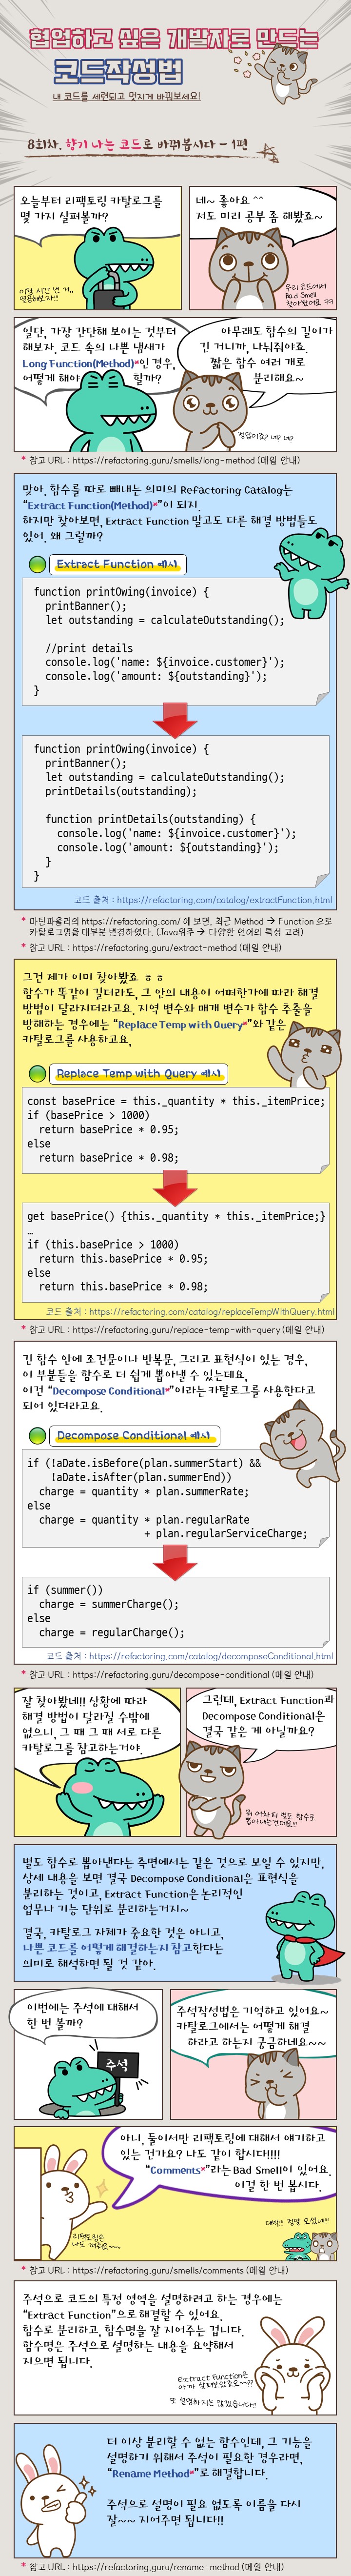 협업하고 싶은 개발자로 만드는
코드작성법
내 코드를 세련되고 멋지게 바꿔보세요!
8회차. 향기 나는 코드로 바꿔봅시다 - 1편
오늘부터 리팩토링 카탈로그를
몇 가지 살펴볼까?
네~ 좋아요 ^^
저도 미리 공부 좀 해봤죠~
우리 코드에서
Bad Smell
찾아봤어요 ㅋㅋ
일단, 가장 간단해 보이는 것부터
해보자. 코드 속의 나쁜 냄새가
Long Function(Method)*인 경우,
어떻게 해야 할까?
아무래도 함수의 길이가
긴 거니까, 나눠줘야죠.
짧은 함수 여러 개로
분리해요~
* 참고 URL : https://refactoring.guru/smells/long-method (메일 안내)
맞아. 함수를 따로 빼내는 의미의 Refactoring Catalog는
“Extract Function(Method)*”이 되지.
하지만 찾아보면, Extract Function 말고도 다른 해결 방법들도
있어. 왜 그럴까?
Extract Function 예시
function printOwing(invoice) {
printBanner();
let outstanding = calculateOutstanding();
//print details
console.log('name: ${invoice.customer}');
console.log('amount: ${outstanding}');
}
function printOwing(invoice) {
printBanner();
let outstanding = calculateOutstanding();
printDetails(outstanding);
function printDetails(outstanding) {
console.log('name: ${invoice.customer}');
console.log('amount: ${outstanding}');
}
}
코드 출처 : https://refactoring.com/catalog/extractFunction.html
* 마틴파울러의 https://refactoring.com/ 에 보면, 최근 Method → Function 으로
카탈로그명을 대부분 변경하였다. (Java위주 → 다양한 언어의 특성 고려)
* 참고 URL : https://refactoring.guru/extract-method (메일 안내)
그건 제가 이미 찾아봤죠 ㅎㅎ
함수가 똑같이 길더라도, 그 안의 내용이 어떠한가에 따라 해결
방법이 달라지더라고요. 지역 변수와 매개 변수가 함수 추출을
방해하는 경우에는 “Replace Temp with Query*”와 같은
카탈로그를 사용하고요,
Replace Temp with Query 예시
const basePrice = this._quantity * this._itemPrice;
if (basePrice > 1000)
return basePrice * 0.95;
else
return basePrice * 0.98;
get basePrice() {this._quantity * this._itemPrice;}
…
if (this.basePrice > 1000)
return this.basePrice * 0.95;
else
return this.basePrice * 0.98;
코드 출처 : https://refactoring.com/catalog/replaceTempWithQuery.html
* 참고 URL : https://refactoring.guru/replace-temp-with-query (메일 안내)
긴 함수 안에 조건문이나 반복문, 그리고 표현식이 있는 경우,
이 부분들을 함수로 더 쉽게 뽑아낼 수 있는데요,
이건 “Decompose Conditional*”이라는 카탈로그를 사용한다고
되어 있더라고요.
Decompose Conditional 예시
if (!aDate.isBefore(plan.summerStart) &&
!aDate.isAfter(plan.summerEnd))
charge = quantity * plan.summerRate;
else
charge = quantity * plan.regularRate
+ plan.regularServiceCharge;
if (summer())
charge = summerCharge();
else
charge = regularCharge();
코드 출처 : https://refactoring.com/catalog/decomposeConditional.html
* 참고 URL : https://refactoring.guru/decompose-conditional (메일 안내)
잘 찾아봤네!! 상황에 따라
해결 방법이 달라질 수밖에
없으니, 그 때 그 때 서로 다른
카탈로그를 참고하는거야.
그런데, Extract Function과
Decompose Conditional은
결국 같은 게 아닐까요?
뭐 어차피 별도 함수로
뽑아내는건데요!!
별도 함수로 뽑아낸다는 측면에서는 같은 것으로 보일 수 있지만,
상세 내용을 보면 결국 Decompose Conditional은 표현식을
분리하는 것이고, Extract Function은 논리적인
업무나 기능 단위로 분리하는거지~
결국, 카탈로그 자체가 중요한 것은 아니고,
나쁜 코드를 어떻게 해결하는지 참고한다는
의미로 해석하면 될 것 같아.
이번에는 주석에 대해서
한 번 볼까?
주석
주석작성법은 기억하고 있어요~
카탈로그에서는 어떻게 해결
하라고 하는지 궁금하네요~~
아니, 둘이서만 리팩토링에 대해서 얘기하고
있는 건가요? 나도 같이 합시다!!!!
“Comments*”라는 Bad Smell이 있어요.
이걸 한 번 봅시다.
리팩토링은
나도 껴줘요~~~
대박!! 정말 오셨네!!
* 참고 URL : https://refactoring.guru/smells/comments (메일 안내)
주석으로 코드의 특정 영역을 설명하려고 하는 경우에는
“Extract Function”으로 해결할 수 있어요.
함수로 분리하고, 함수명을 잘 지어주는 겁니다.
함수명은 주석으로 설명하는 내용을 요약해서
지으면 됩니다.
Extract Function은
아까 살펴보았죠오~~??
또 설명하지는 않겠습니다!!
더 이상 분리할 수 없는 함수인데, 그 기능을
설명하기 위해서 주석이 필요한 경우라면,
“Rename Method*”로 해결합니다.
주석으로 설명이 필요 없도록 이름을 다시
잘~~ 지어주면 됩니다!!
* 참고 URL : https://refactoring.guru/rename-method (메일 안내)